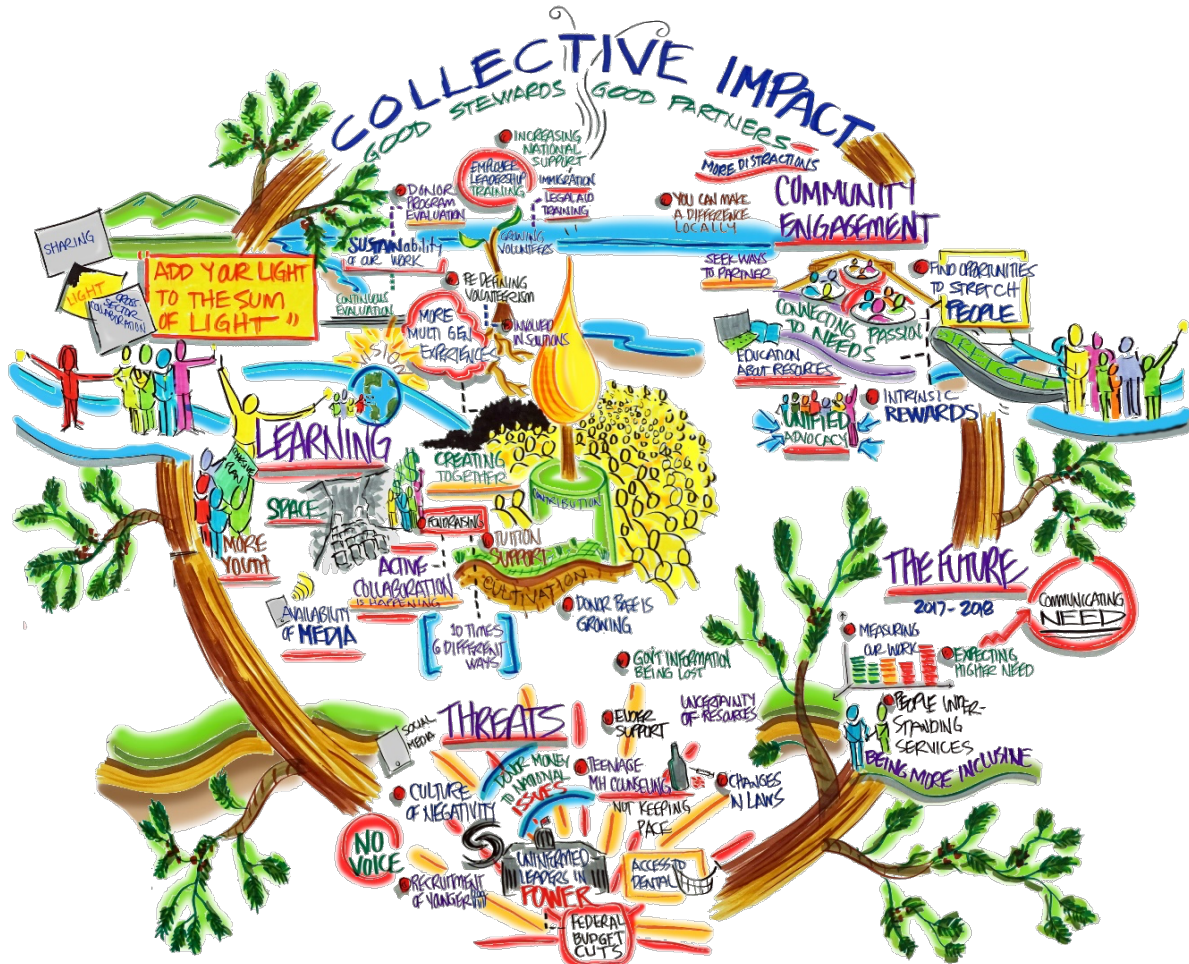 COLLECTIVE IMPACT
GOOD STEWARDS GOOD PARTNERS
INCREASING
NATIONAL
SUPPORT
EMPLOYEE
LEADERSHIP
TRAINING
IMMIGRATION
LEGAL AID
TRAINING
DONOR
PROGRAM
EVALUATION
GROWING
VOLUNTEERS
SUSTAINability
OF OUR WORK
CONTINUOUS
EVALUATION
RE DEFINING
VOLUNTEERISM
MORE
MULTI GEN
EXPERIENCES
INVOLVED
IN SOLUTIONS
SHARING
LIGHT
CROSS
SECTOR
COLLABORATION
"ADD YOUR LIGHT
TO THE SUM
OF LIGHT"
MORE DISTRACTIONS
COMMUNITY
ENGAGEMENT
YOU CAN MAKE
A DIFFERENCE
LOCALLY
SEEK WAYS
TO PARTNER
FIND OPORTUNITIES
TO STRETCH
PEOPLE
CONNECTING PASSION
TO NEEDS
STRETCH
EDUCATION
ABOUT RESOURCES
INTRINSIC
REWARDS
UNIFIED
ADVOCACY
LEARNING
CREATING
TOGETHER
SPACE
FUNDRAISING
MORE
YOUTH
CONTRIBUTION
TUITION
SUPPORT
CULTIVATION
ACTIVE
COLLABORATION
IS HAPPENING
AVAILABILITY
OF MEDIA
10 TIMES
6 DIFFERENT
WAYS
DONOR BASE IS
GROWING
THE FUTURE
2017-2018
COMMUNICATING
NEED
MEASURING
OUR WORK
EXPECTING
HIGHER NEED
PEOPLE UNDER-
STANDING
SERVICES
BEING MORE INCLUSIVE
THREATS
GOV'T INFORMATION
BEING LOST
UNCERTAINTY
OF RESOURCES
ELDER
SUPPORT
SOCIAL
MEDIA
DONOR MONEY
TO NATIONAL
ISSUES
TEENAGE
MH COUNSELING
NOT KEEPING
PACE
CHANGES
IN LAWS
CULTURE
OF NEGATIVITY
NO
VOICE
RECRUITMENT
OF YOUNGER
UNINFORMED
LEADERS IN
POWER
ACCESS TO
DENTAL
FEDERAL
BUDGET
CUTS